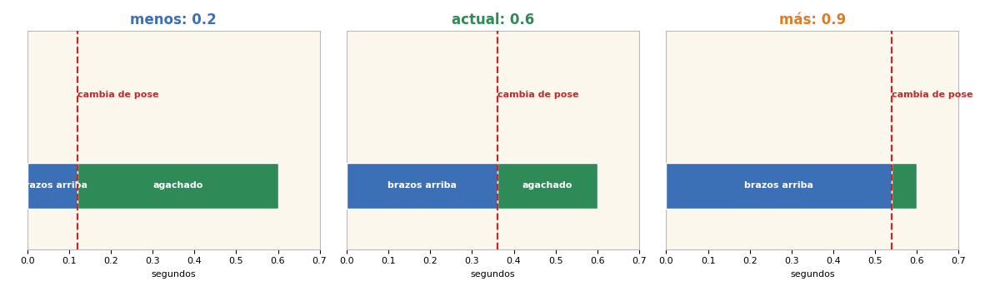 menos: 0.2
cambia de pose
brazos arriba
agachado
0.0 0.1 0.2 0.3 0.4 0.5 0.6 0.7
segundos
actual: 0.6
cambia de pose
brazos arriba
agachado
0.0 0.1 0.2 0.3 0.4 0.5 0.6 0.7
segundos
más: 0.9
cambia de pose
brazos arriba
0.0 0.1 0.2 0.3 0.4 0.5 0.6 0.7
segundos